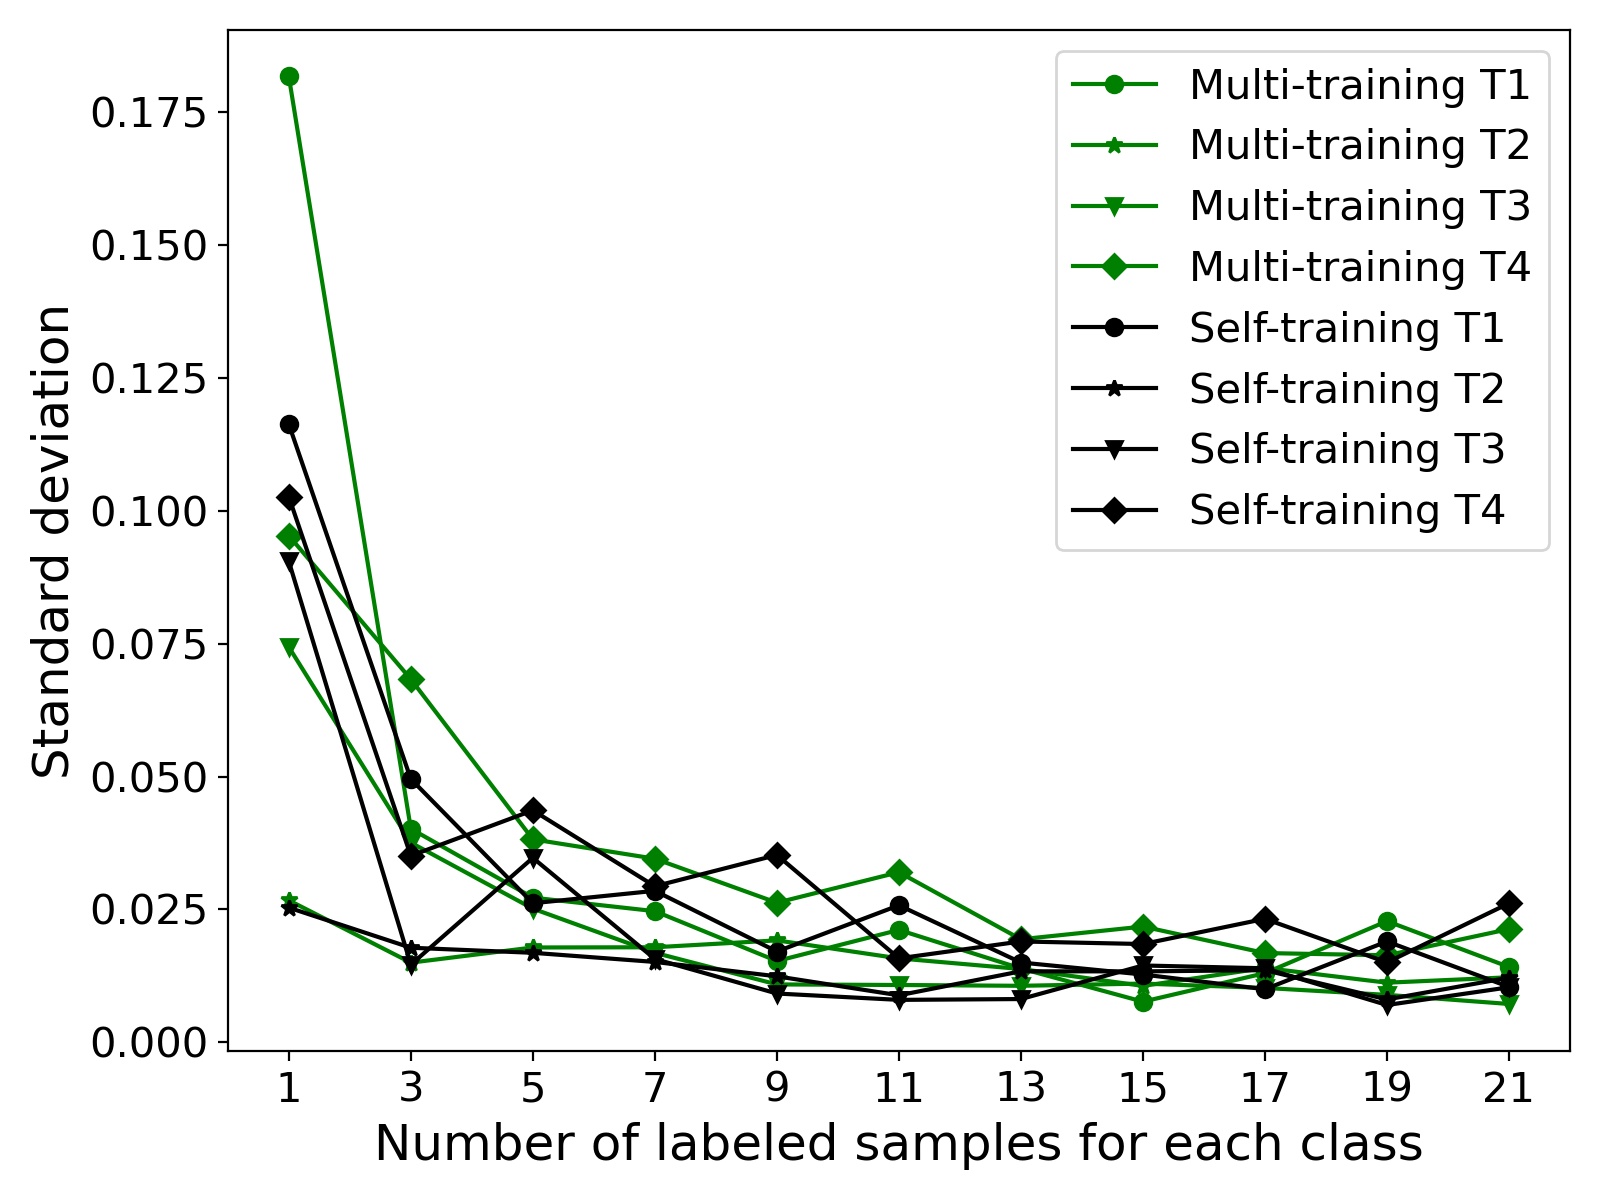 0.175
0.150
0.125
0.100
0.075
0.050
0.025
0.000
Standard deviation
1 3 5 7 9 11 13 15 17 19 21
Number of labeled samples for each class
Multi-training T1
Multi-training T2
Multi-training T3
Multi-training T4
Self-training T1
Self-training T2
Self-training T3
Self-training T4